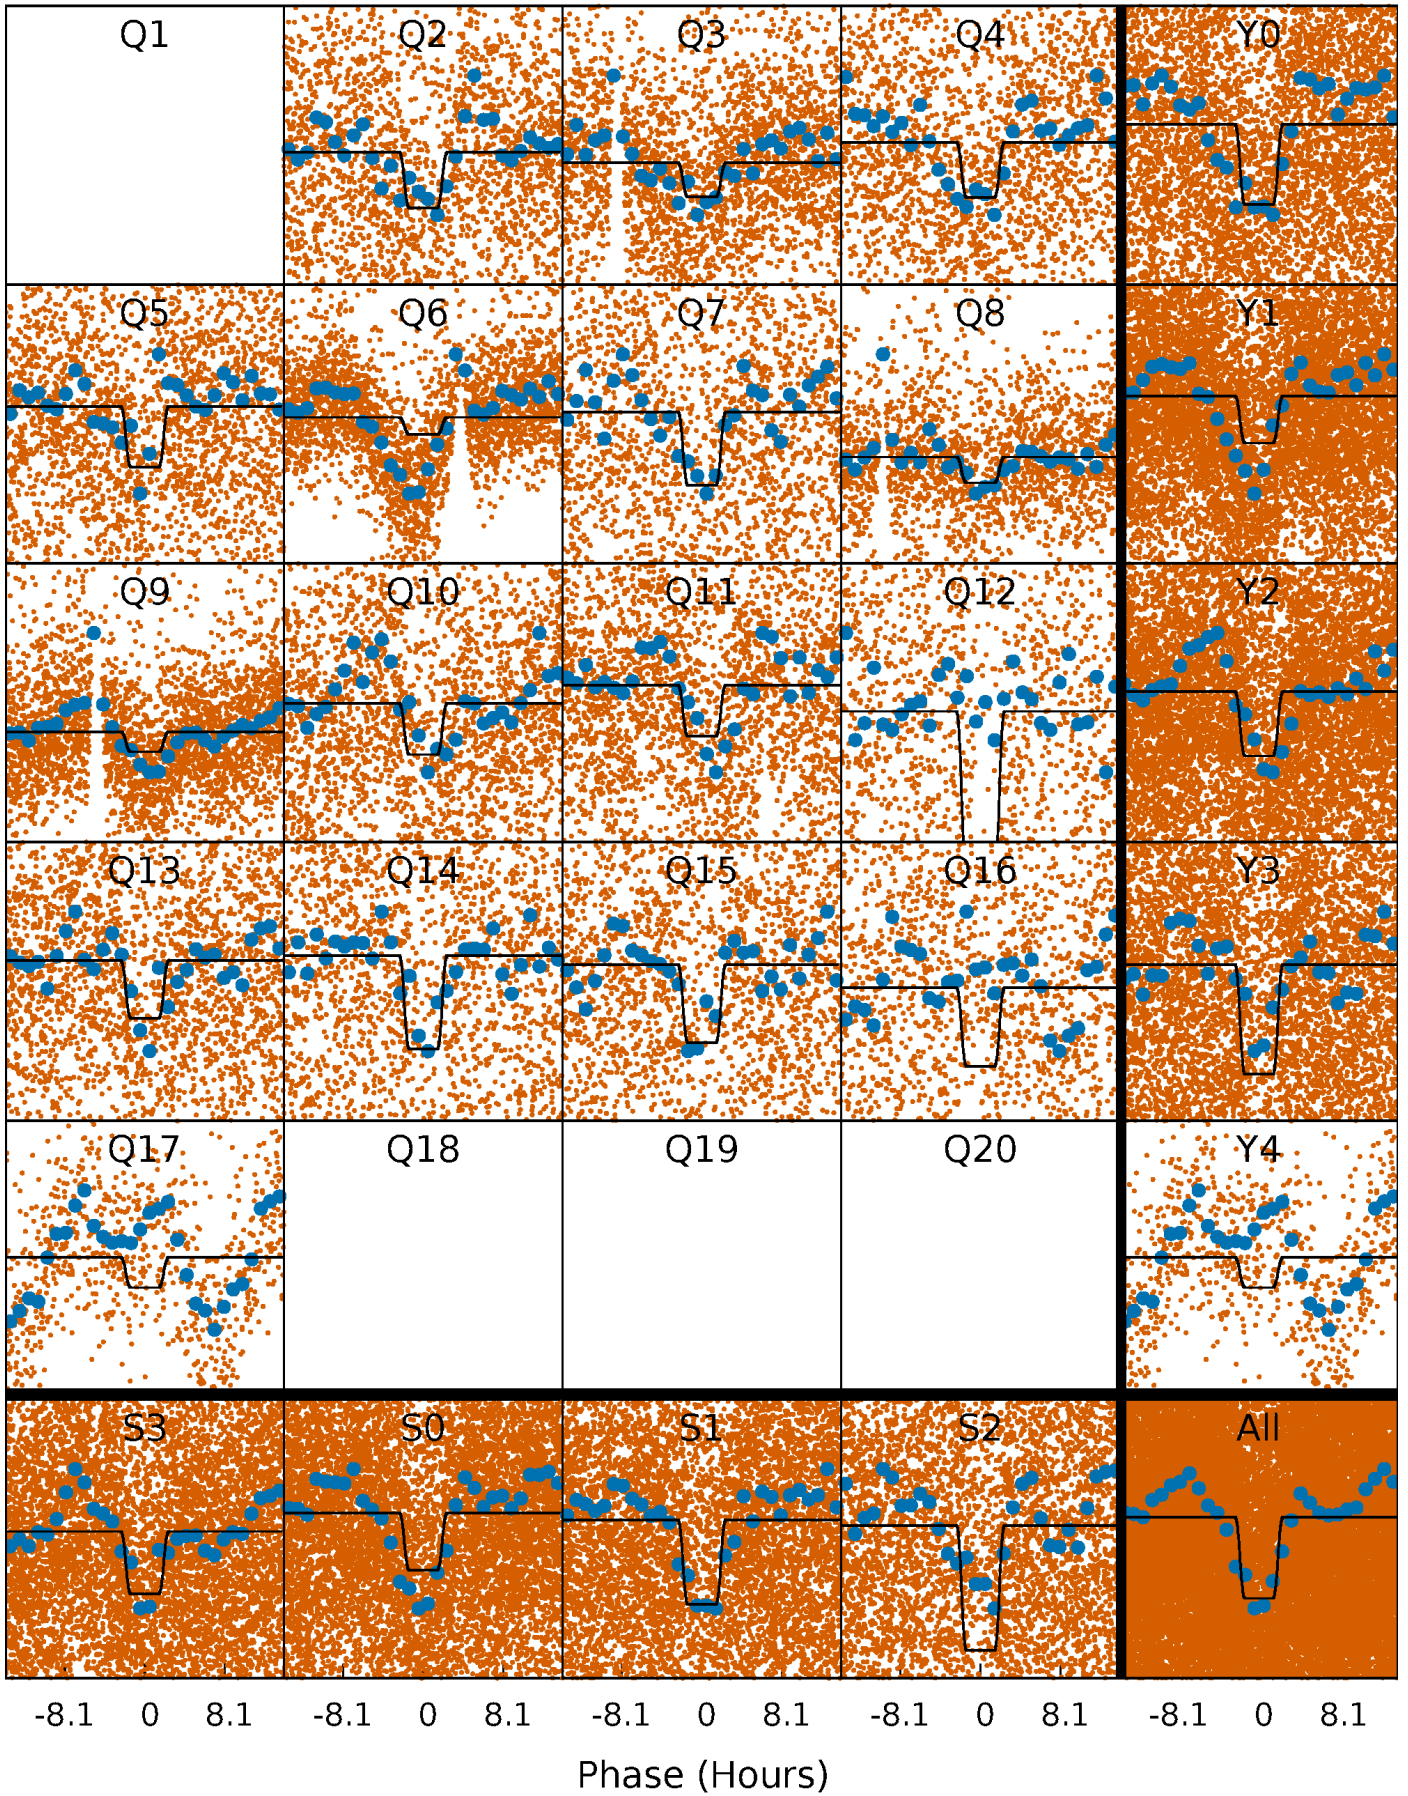 Q1 Q2 Q3 Q4 Y0
Q5 Q6 Q7 Q8 Y1
Q9 Q10 Q11 Q12 Y2
Q13 Q14 Q15 Q16 Y3
Q17 Q18 Q19 Q20 Y4
S3 S0 S1 S2 All
-8.1 0 8.1 -8.1 0 8.1 -8.1 0 8.1 -8.1 0 8.1 -8.1 0 8.1
Phase (Hours)